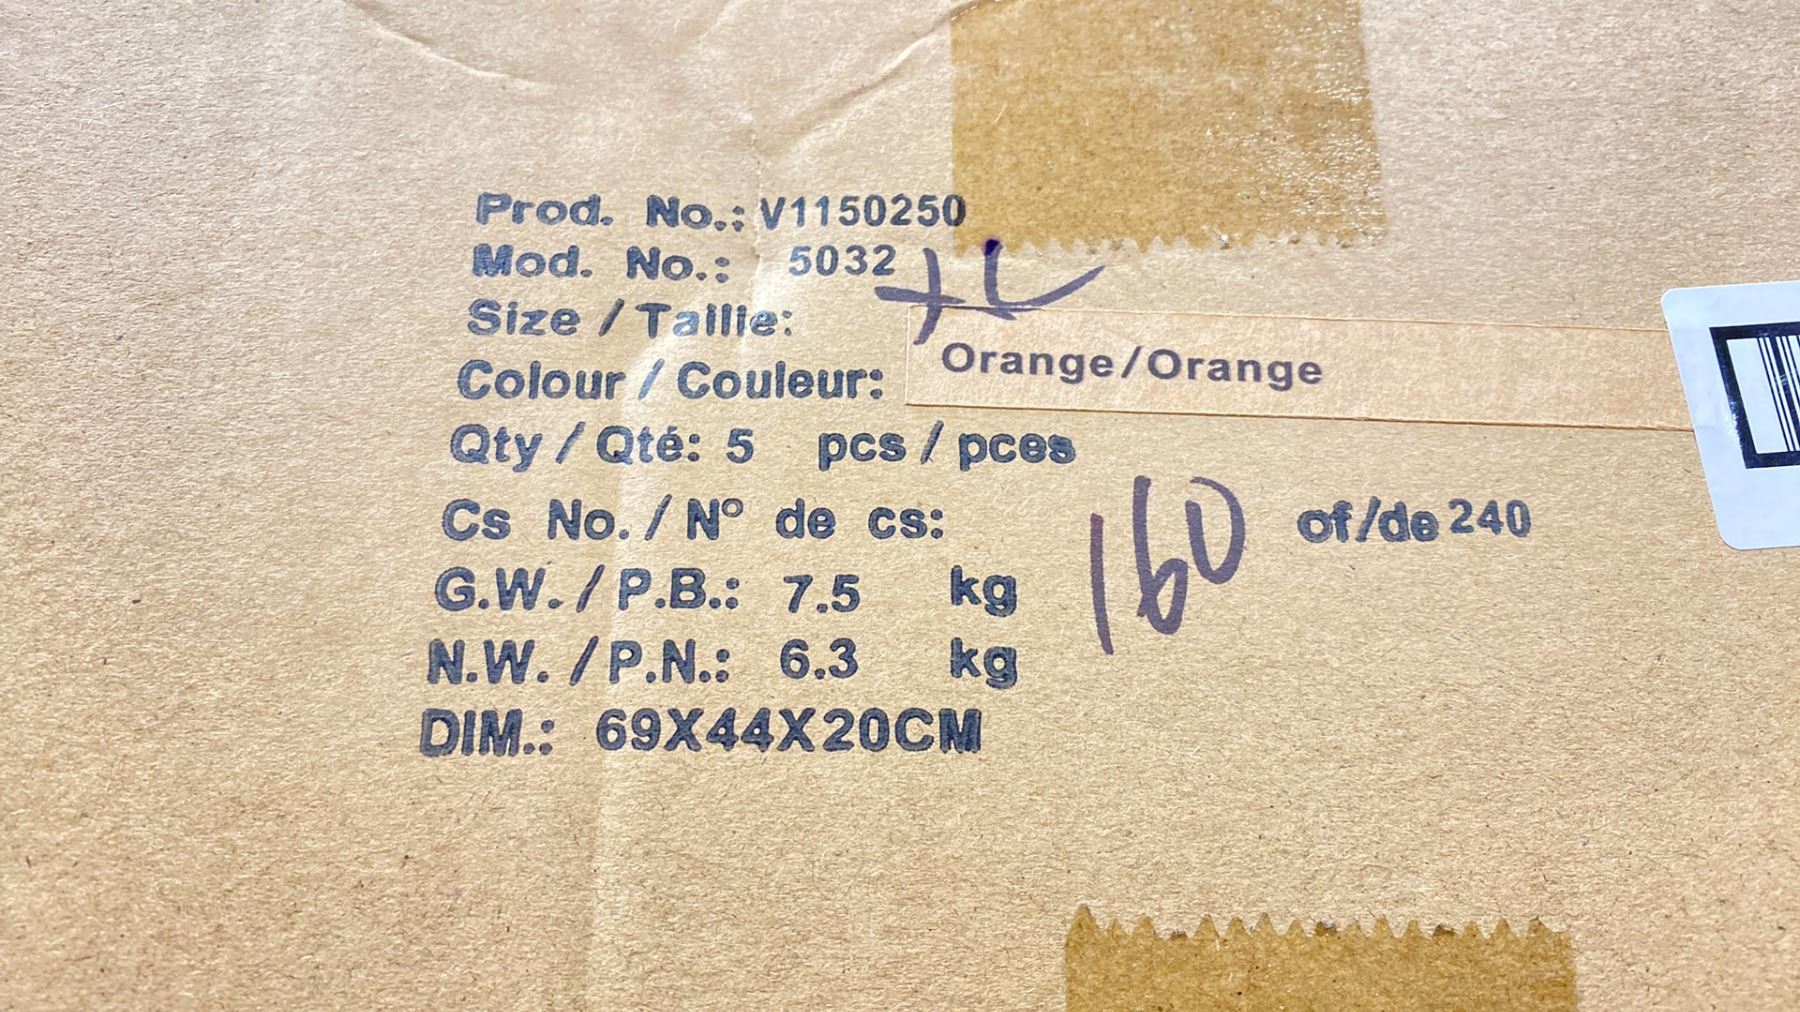 Prod. No.: V1150250
Mod. No.: 5032
Size / Taille: XL
Colour / Couleur: Orange/Orange
Qty / Qté: 5 pcs / pces
Cs No. / N° de cs: 160 of/de 240
G.W. / P.B.: 7.5 kg
N.W. / P.N.: 6.3 kg
DIM.: 69X44X20CM